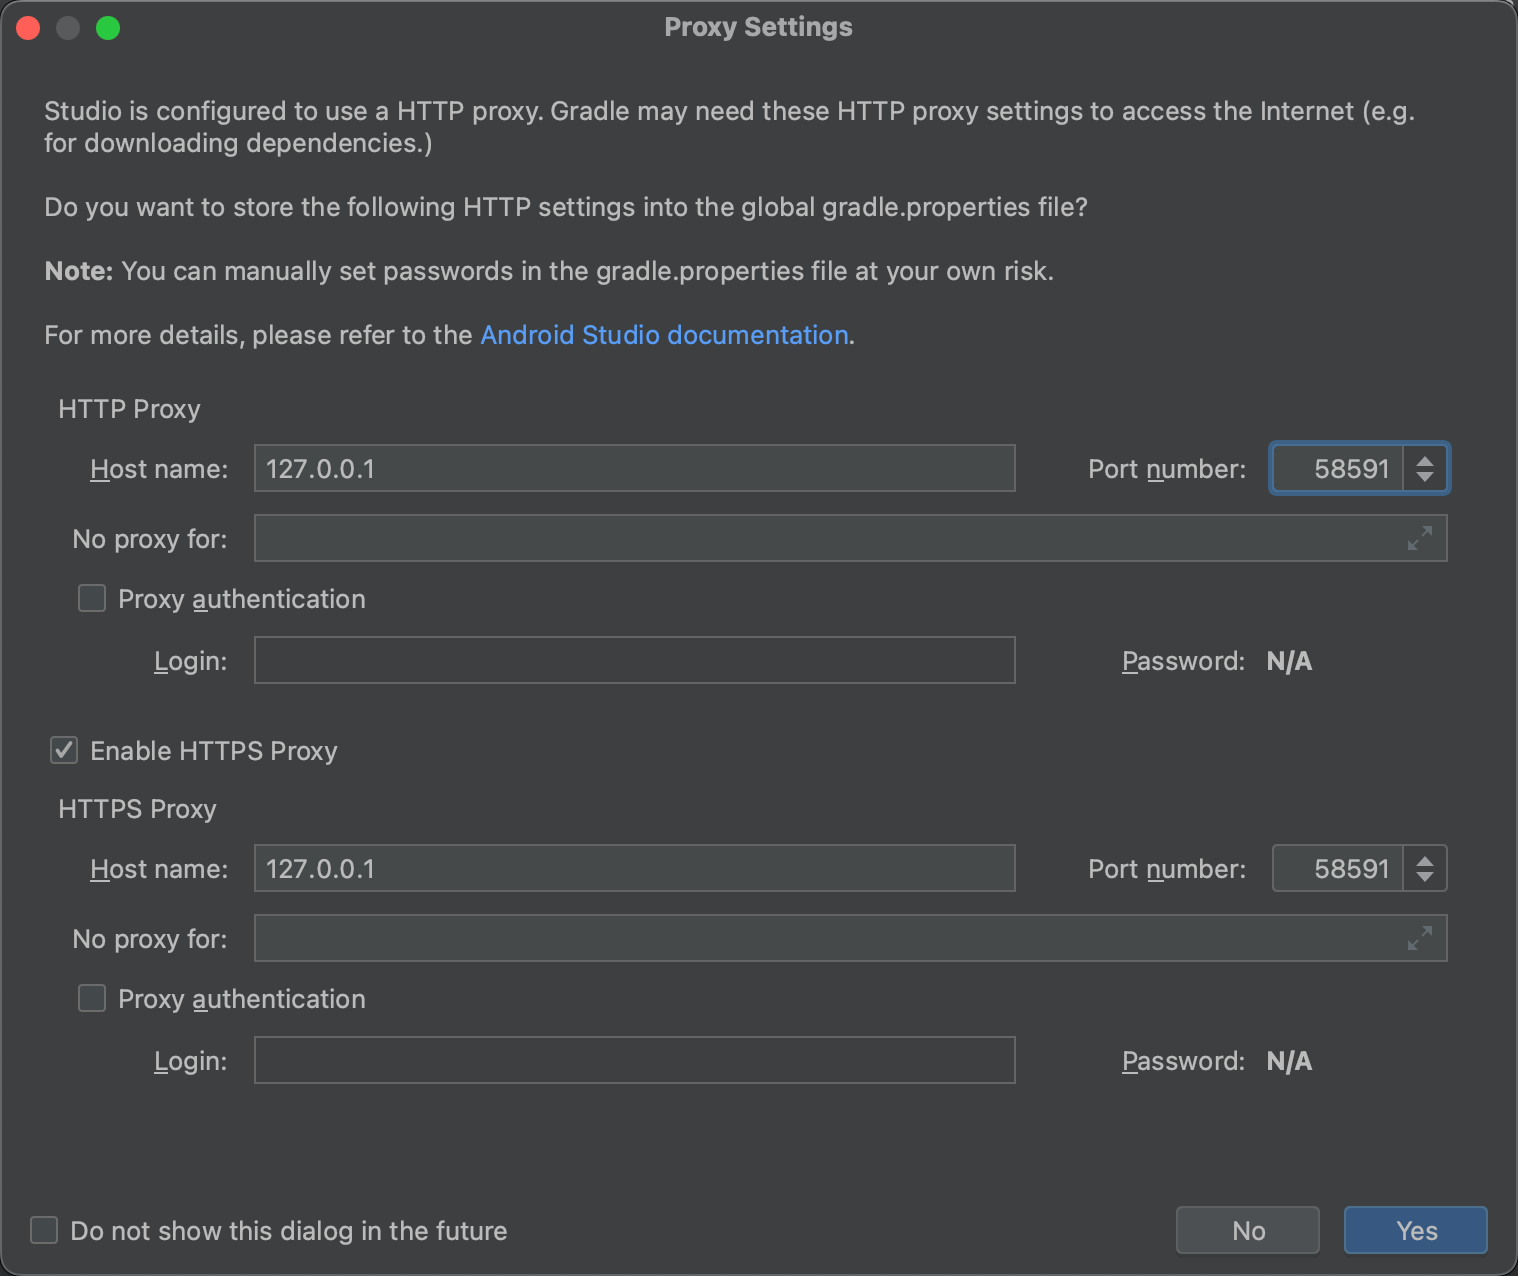 Proxy Settings
Studio is configured to use a HTTP proxy. Gradle may need these HTTP proxy settings to access the Internet (e.g.
for downloading dependencies.)
Do you want to store the following HTTP settings into the global gradle.properties file?
Note: You can manually set passwords in the gradle.properties file at your own risk.
For more details, please refer to the Android Studio documentation.
HTTP Proxy
Host name: 127.0.0.1 Port number: 58591
No proxy for:
Proxy authentication
Login: Password: N/A
Enable HTTPS Proxy
HTTPS Proxy
Host name: 127.0.0.1 Port number: 58591
No proxy for:
Proxy authentication
Login: Password: N/A
Do not show this dialog in the future No Yes